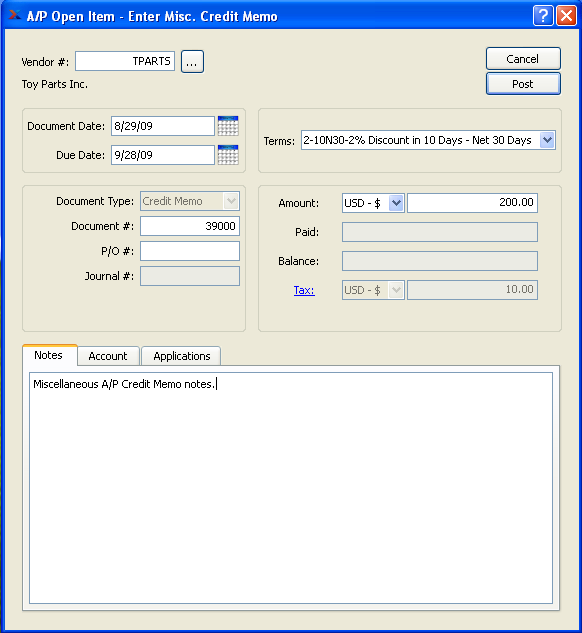 A/P Open Item - Enter Misc. Credit Memo
Vendor #: TPARTS ...
Cancel
Toy Parts Inc.
Post
Document Date: 8/29/09
Due Date: 9/28/09
Terms: 2-10N30-2% Discount in 10 Days - Net 30 Days
Document Type: Credit Memo
Document #: 39000
P/O #:
Journal #:
Amount: USD - $ 200.00
Paid:
Balance:
Tax: USD - $ 10.00
Notes Account Applications
Miscellaneous A/P Credit Memo notes.